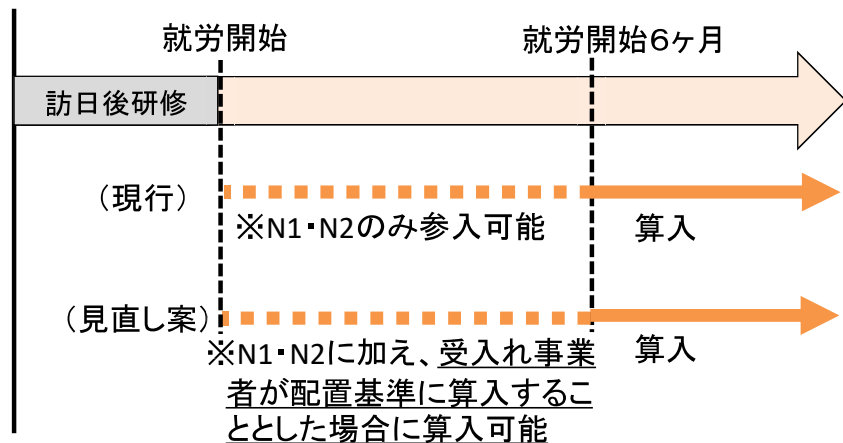 就労開始
就労開始6ヶ月
訪日後研修
（現行）
※N1・N2のみ参入可能
算入
（見直し案）
※N1・N2に加え、受入れ事業
者が配置基準に算入するこ
ととした場合に算入可能
算入